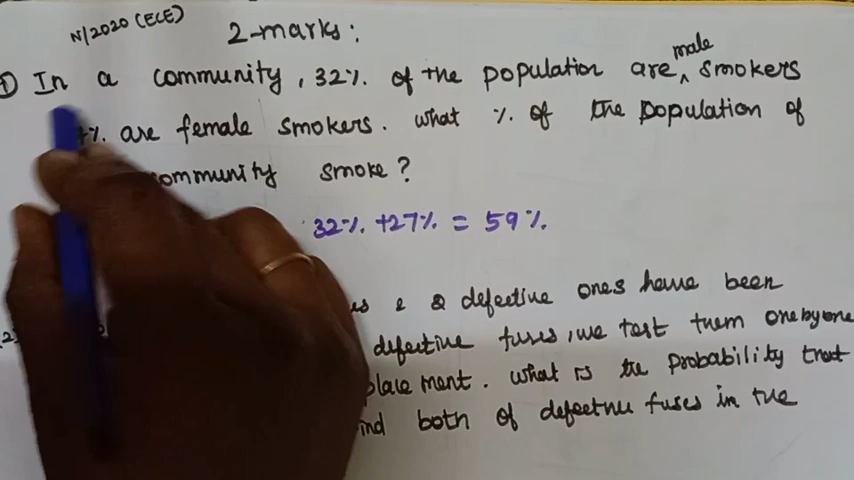 N/2020 (ECE)
2-marks:
① In a community, 32%. of the population are male smokers
% are female smokers. what %. of the population of
community smoke?
32%. +27%. = 59%.
& 2 defective ones have been
defective fuses, we test them one by one
placement. what is the probability that
both of defective fuses in the